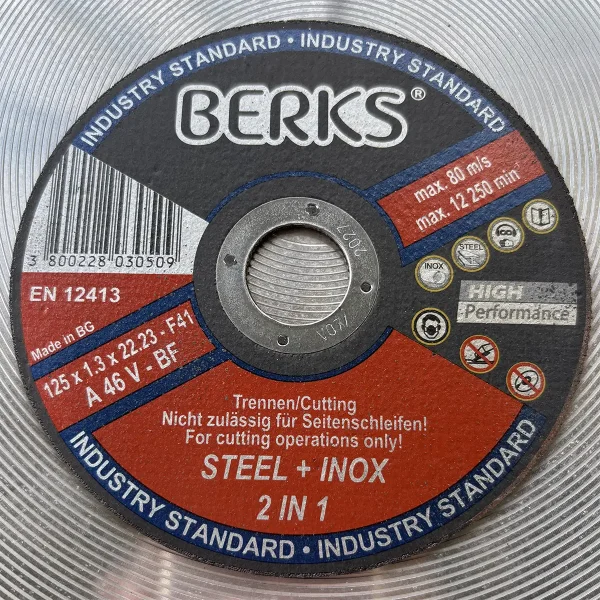 INDUSTRY STANDARD • INDUSTRY STANDARD
BERKS®
max. 80 m/s
max. 12 250 min
3 800228 030509
EN 12413
Made in BG
125 x 1.3 x 22.23 - F41
A 46 V - BF
INOX
STEEL
HIGH
Performance
2027
Trennen/Cutting
Nicht zulässig für Seitenschleifen!
For cutting operations only!
STEEL + INOX
2 IN 1
INDUSTRY STANDARD • INDUSTRY STANDARD